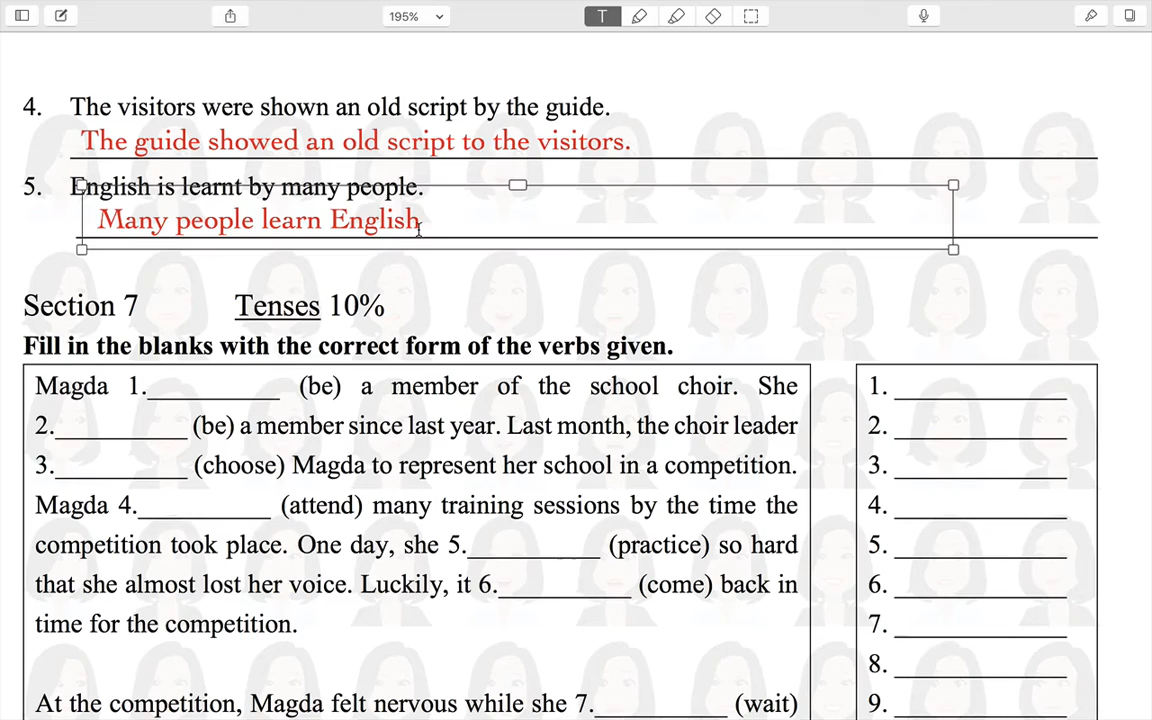 195%
T
4. The visitors were shown an old script by the guide.
The guide showed an old script to the visitors.
5. English is learnt by many people.
Many people learn English
Section 7 Tenses 10%
Fill in the blanks with the correct form of the verbs given.
Magda 1.__________ (be) a member of the school choir. She
2.__________ (be) a member since last year. Last month, the choir leader
3.__________ (choose) Magda to represent her school in a competition.
Magda 4.__________ (attend) many training sessions by the time the
competition took place. One day, she 5.__________ (practice) so hard
that she almost lost her voice. Luckily, it 6.__________ (come) back in
time for the competition.
At the competition, Magda felt nervous while she 7.__________ (wait)
1. __________
2. __________
3. __________
4. __________
5. __________
6. __________
7. __________
8. __________
9. __________